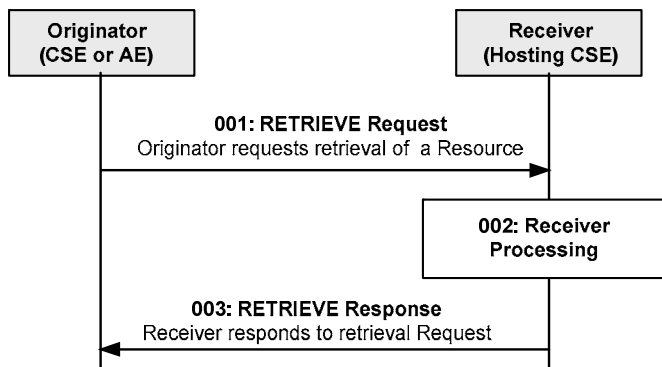 Originator
(CSE or AE)
Receiver
(Hosting CSE)
001: RETRIEVE Request
Originator requests retrieval of a Resource
002: Receiver
Processing
003: RETRIEVE Response
Receiver responds to retrieval Request